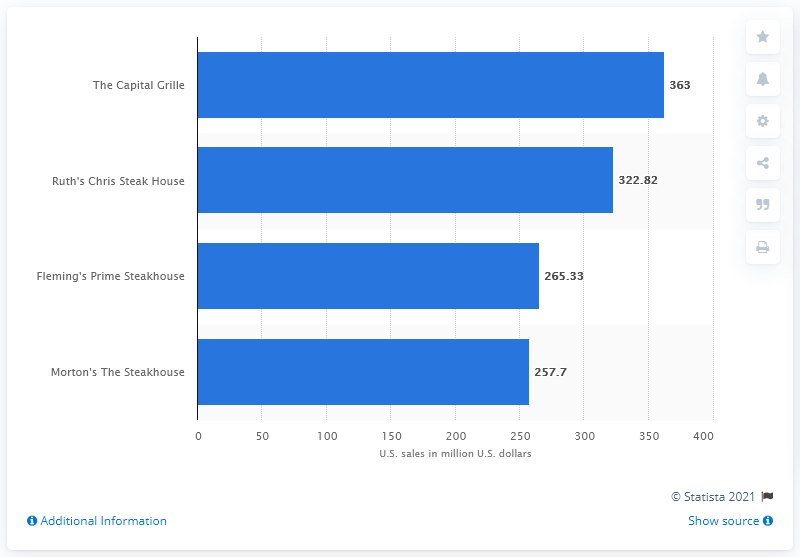 The Capital Grille 363
Ruth's Chris Steak House 322.82
Fleming's Prime Steakhouse 265.33
Morton's The Steakhouse 257.7
0 50 100 150 200 250 300 350 400
U.S. sales in million U.S. dollars
© Statista 2021
Additional Information Show source